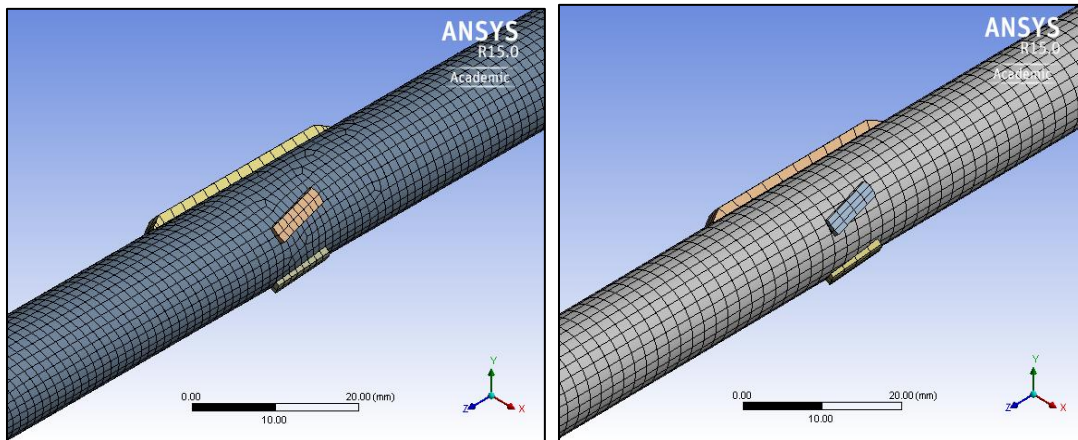 ANSYS
R15.0
Academic
Y
Z
X
0.00
20.00 (mm)
10.00
ANSYS
R15.0
Academic
Y
Z
X
0.00
20.00 (mm)
10.00